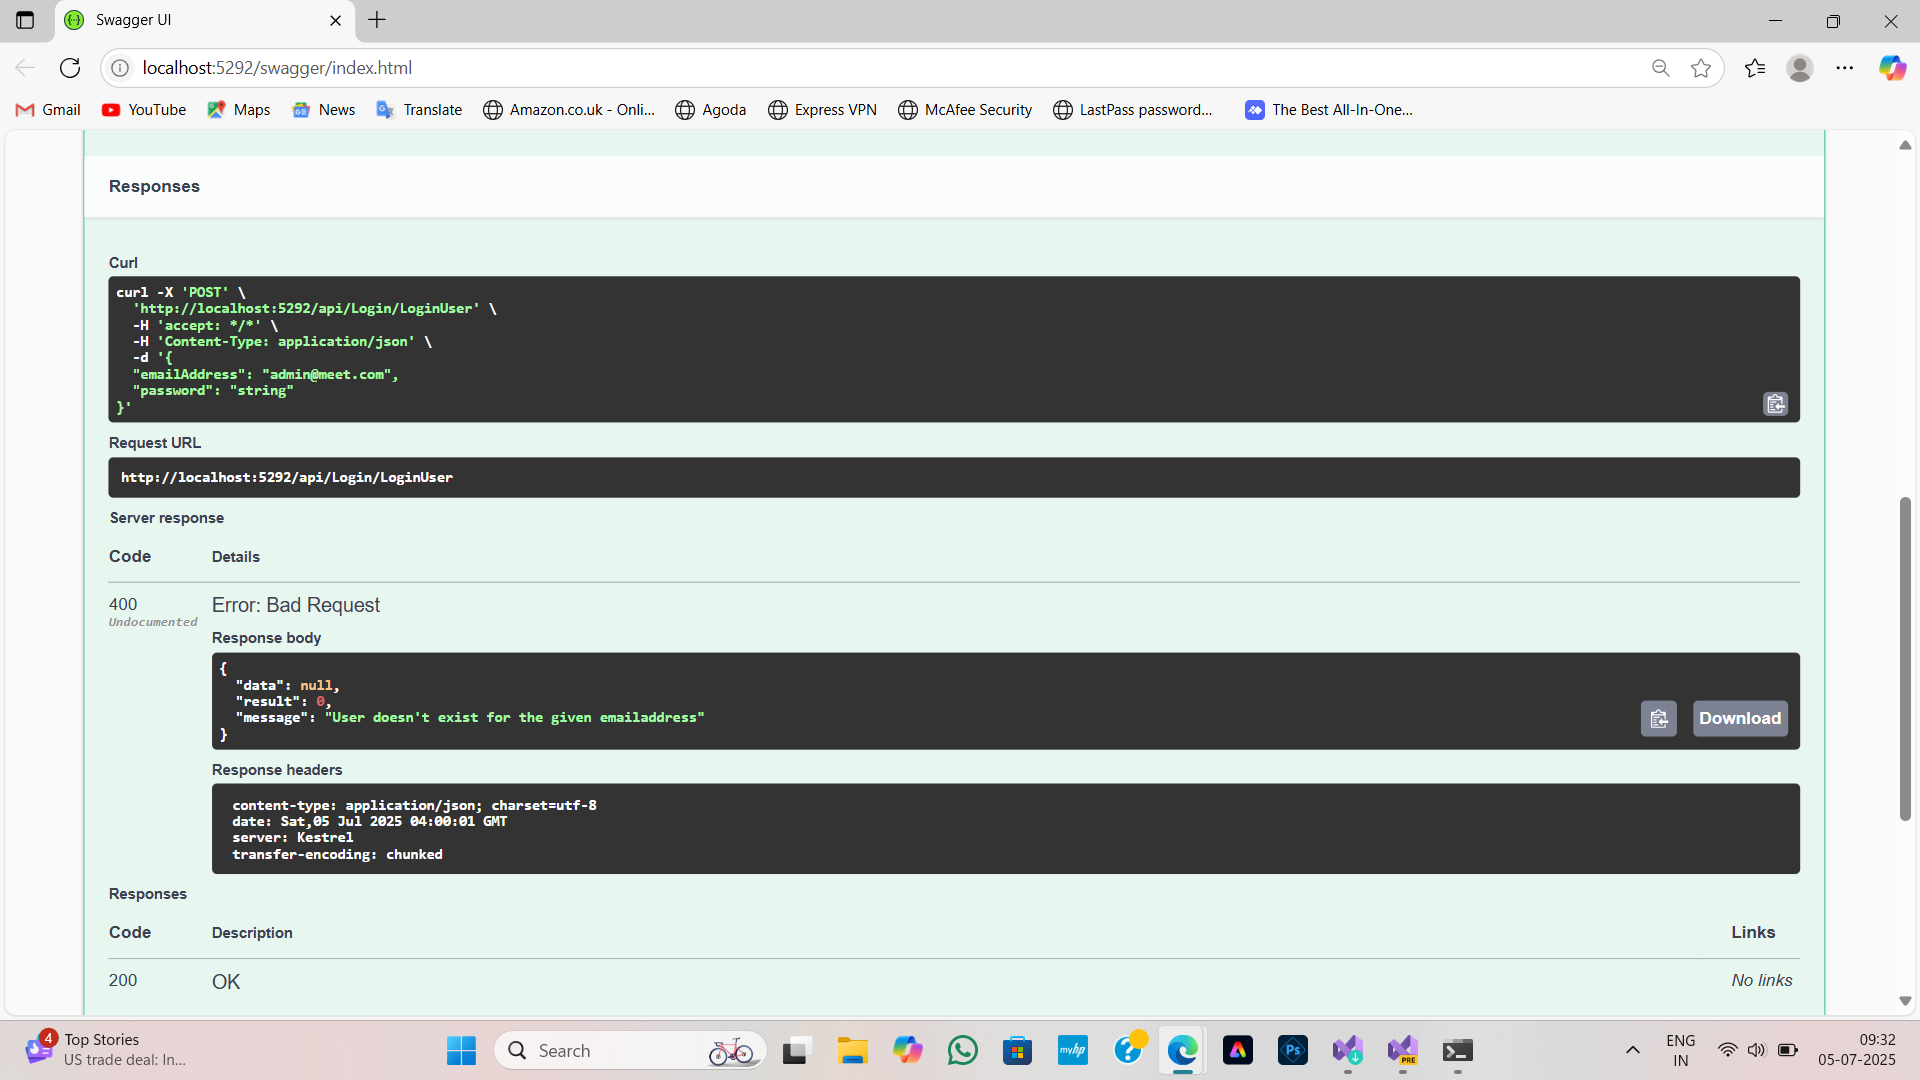 Swagger UI
localhost:5292/swagger/index.html
Gmail YouTube Maps News Translate Amazon.co.uk - Onli... Agoda Express VPN McAfee Security LastPass password... The Best All-In-One...
Responses
Curl
curl -X 'POST' \
'http://localhost:5292/api/Login/LoginUser' \
-H 'accept: */*' \
-H 'Content-Type: application/json' \
-d '{
"emailAddress": "admin@meet.com",
"password": "string"
}'
Request URL
http://localhost:5292/api/Login/LoginUser
Server response
Code Details
400 Error: Bad Request
Undocumented
Response body
{
"data": null,
"result": 0,
"message": "User doesn't exist for the given emailaddress"
}
Download
Response headers
content-type: application/json; charset=utf-8
date: Sat,05 Jul 2025 04:00:01 GMT
server: Kestrel
transfer-encoding: chunked
Responses
Code Description Links
200 OK No links
4 Top Stories
US trade deal: In...
Search
myhp
Ps
PRE
ENG
IN
09:32
05-07-2025